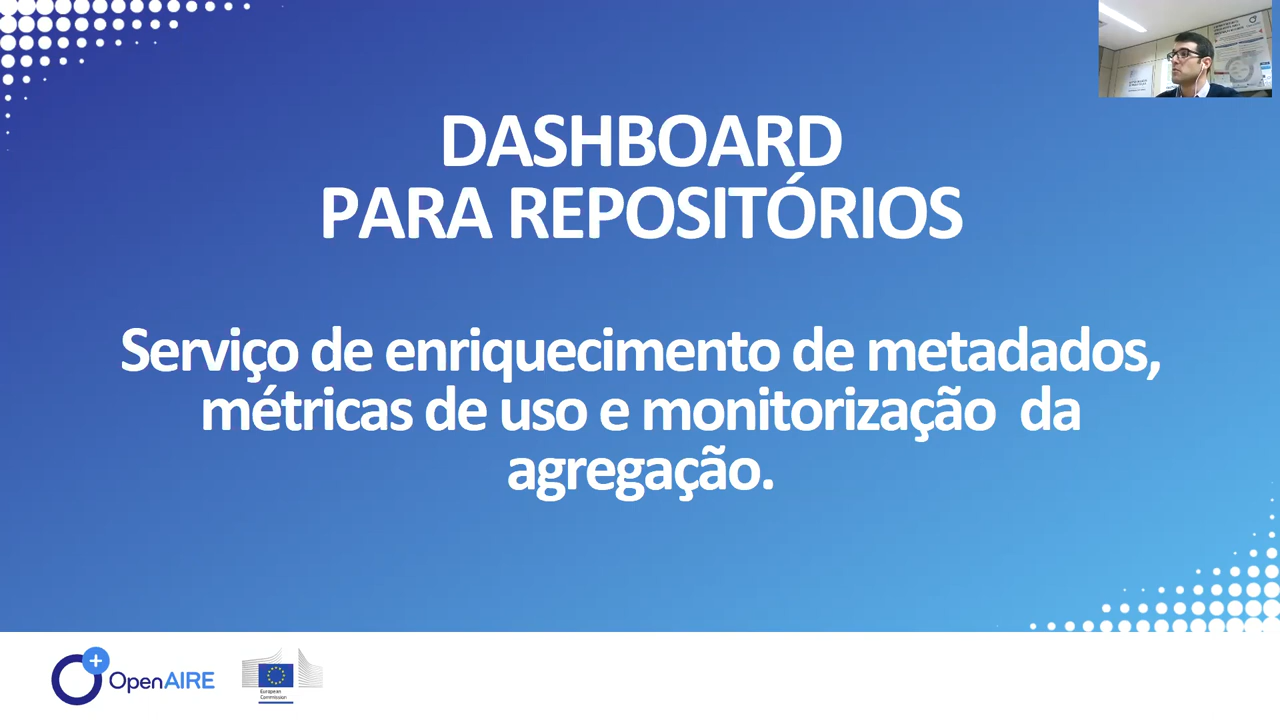 DASHBOARD
PARA REPOSITÓRIOS
Serviço de enriquecimento de metadados,
métricas de uso e monitorização da
agregação.
OpenAIRE
European
Commission